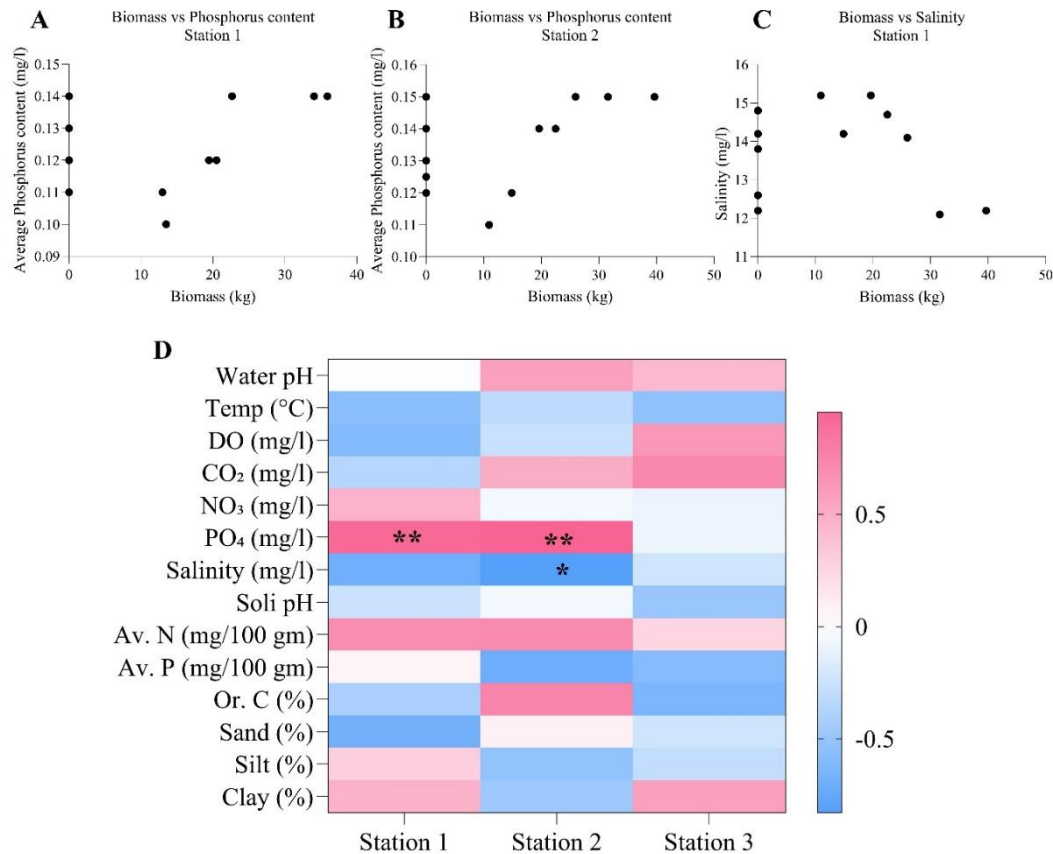 A
Biomass vs Phosphorus content
Station 1
Average Phosphorus content (mg/l)
0.15
0.14
0.13
0.12
0.11
0.10
0.09
0
10
20
30
40
Biomass (kg)
B
Biomass vs Phosphorus content
Station 2
Average Phosphorus content (mg/l)
0.16
0.15
0.14
0.13
0.12
0.11
0.10
0
10
20
30
40
50
Biomass (kg)
C
Biomass vs Salinity
Station 1
Salinity (mg/l)
16
15
14
13
12
11
0
10
20
30
40
50
Biomass (kg)
D
Water pH
Temp (°C)
DO (mg/l)
CO₂ (mg/l)
NO₃ (mg/l)
PO₄ (mg/l) ** **
Salinity (mg/l) *
Soli pH
Av. N (mg/100 gm)
Av. P (mg/100 gm)
Or. C (%)
Sand (%)
Silt (%)
Clay (%)
Station 1 Station 2 Station 3
0.5
0
-0.5